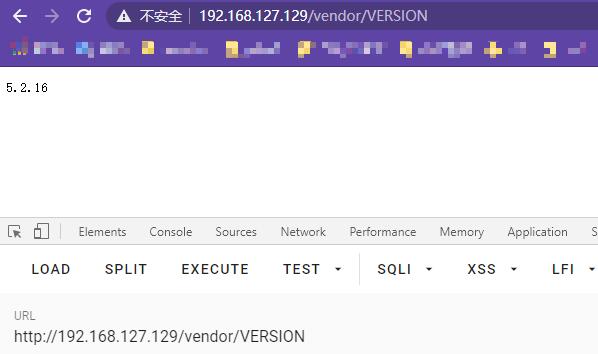 不安全 192.168.127.129/vendor/VERSION
5.2.16
Elements Console Sources Network Performance Memory Application S
LOAD SPLIT EXECUTE TEST SQLI XSS LFI
URL
http://192.168.127.129/vendor/VERSION